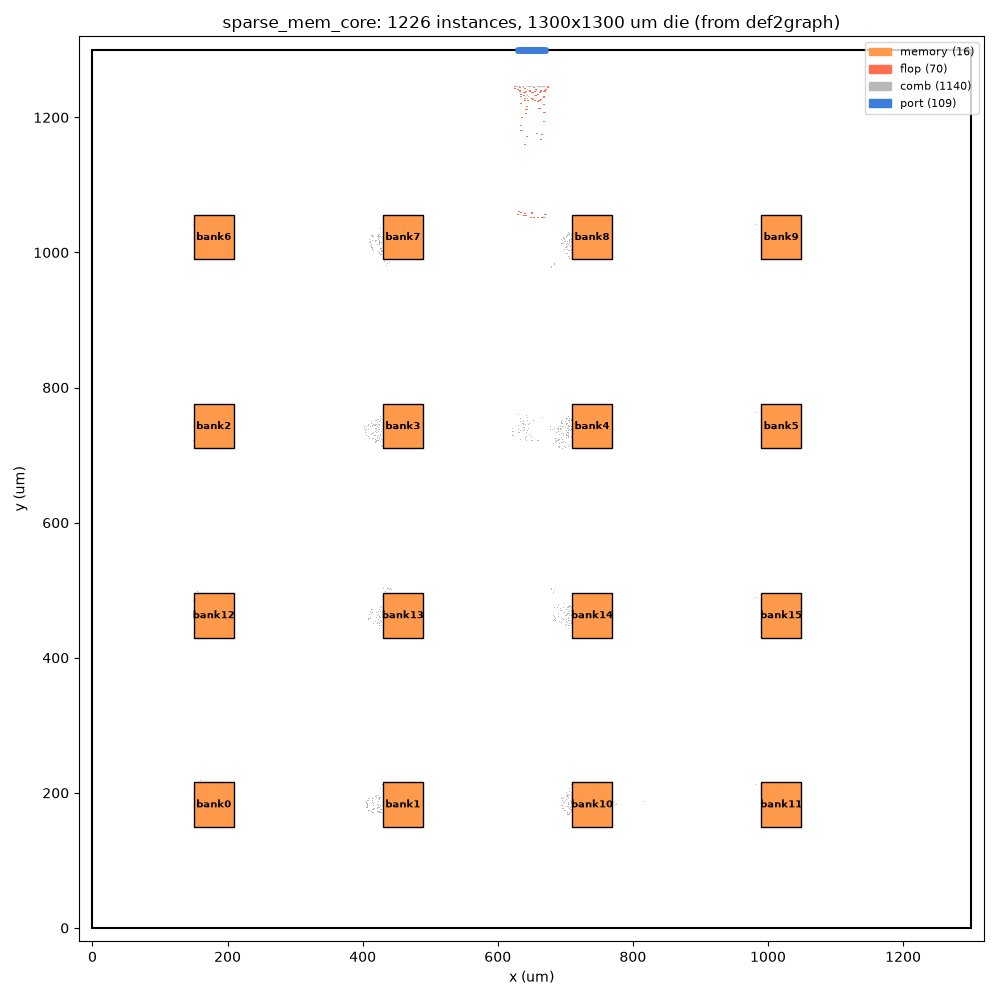 sparse_mem_core: 1226 instances, 1300x1300 um die (from def2graph)
memory (16)
flop (70)
comb (1140)
port (109)
1200
1000
800
600
400
200
0
y (um)
bank6 bank7 bank8 bank9
bank2 bank3 bank4 bank5
bank12 bank13 bank14 bank15
bank0 bank1 bank10 bank11
0 200 400 600 800 1000 1200
x (um)